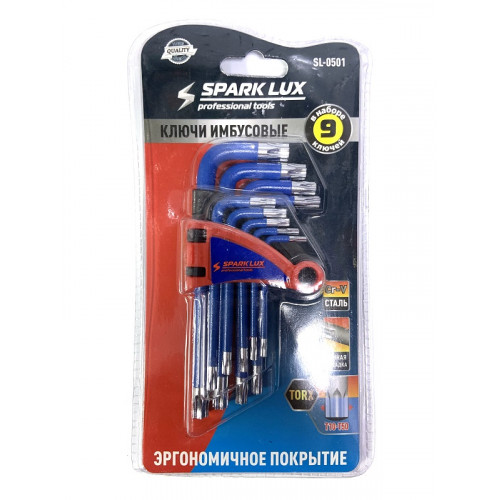 QUALITY
SL-0501
SPARK LUX
professional tools
КЛЮЧИ ИМБУСОВЫЕ
в наборе
9
ключей
SPARK LUX
СТАЛЬ
TORX
T10-T50
ЭРГОНОМИЧНОЕ ПОКРЫТИЕ